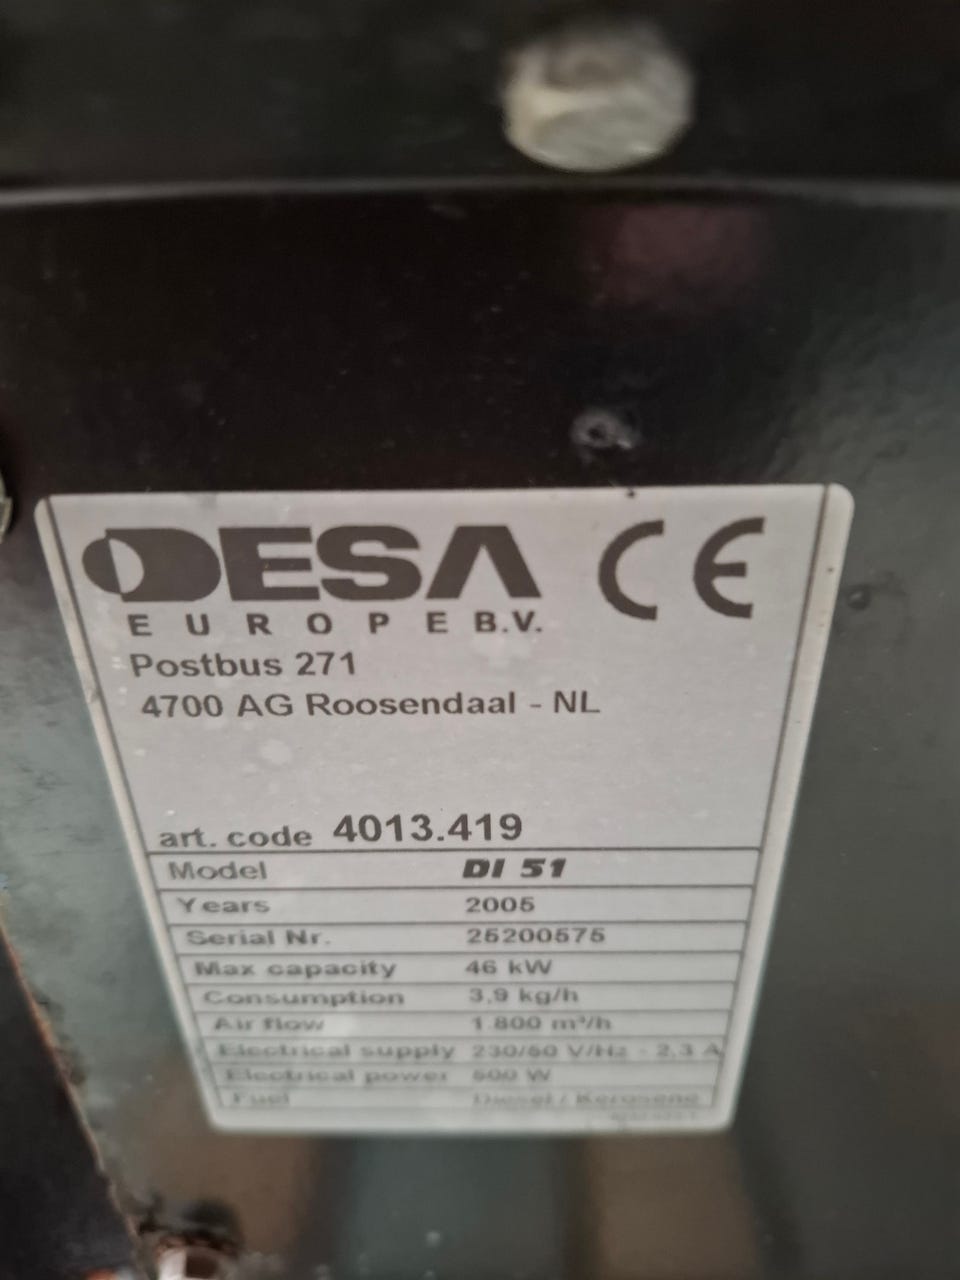 DESA CE
EUROPE B.V.
Postbus 271
4700 AG Roosendaal - NL
art. code 4013.419
Model DI 51
Years 2005
Serial Nr. 25200575
Max capacity 46 kW
Consumption 3,9 kg/h
Air flow 1.800 m³/h
Electrical supply 230/50 V/Hz - 2,3 A
Electrical power W
Fuel Diesel / Kerosene